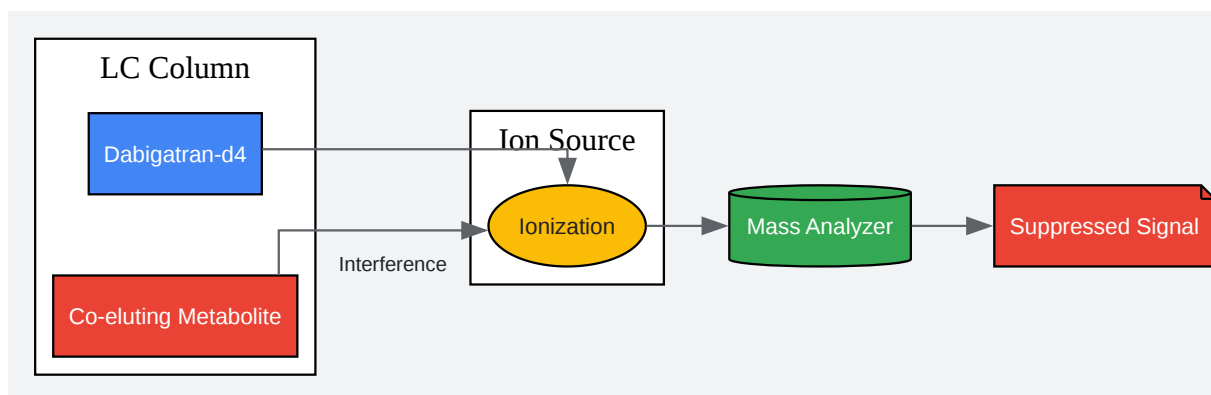 LC Column
Dabigatran-d4
Co-eluting Metabolite
Interference
Ion Source
Ionization
Mass Analyzer
Suppressed Signal